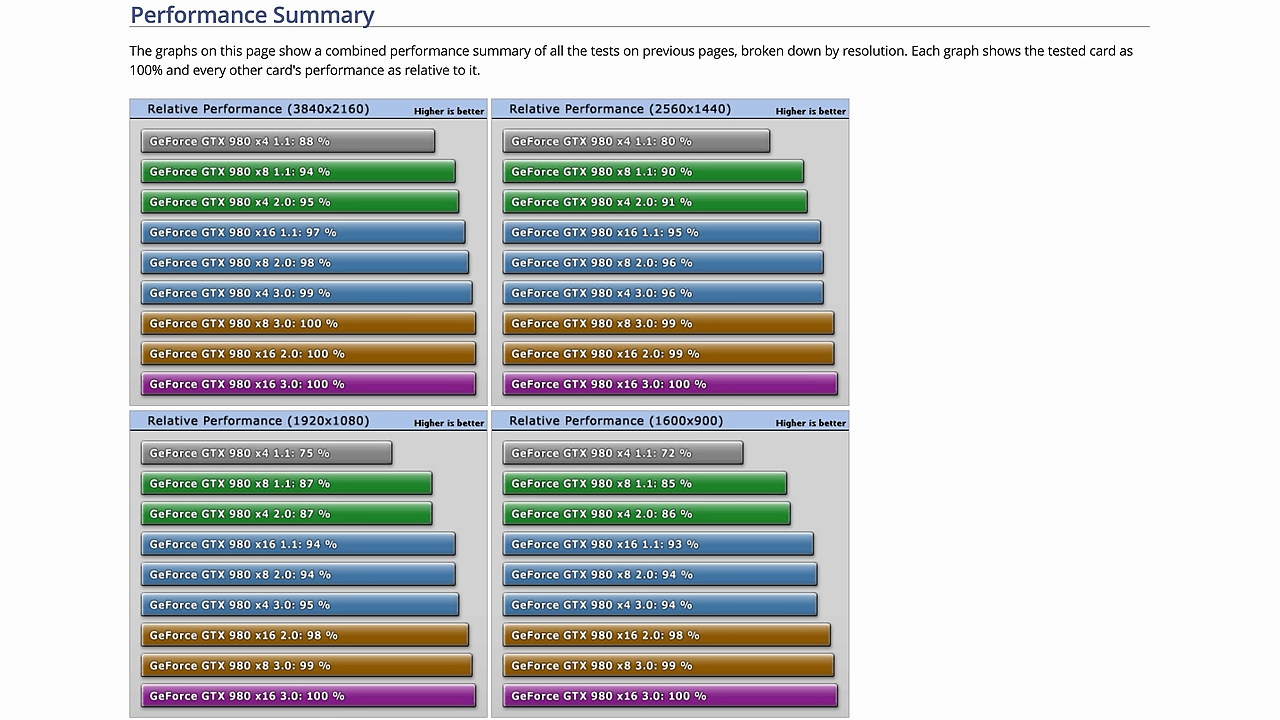 Performance Summary
The graphs on this page show a combined performance summary of all the tests on previous pages, broken down by resolution. Each graph shows the tested card as
100% and every other card's performance as relative to it.
Relative Performance (3840x2160) Higher is better
GeForce GTX 980 x4 1.1: 88 %
GeForce GTX 980 x8 1.1: 94 %
GeForce GTX 980 x4 2.0: 95 %
GeForce GTX 980 x16 1.1: 97 %
GeForce GTX 980 x8 2.0: 98 %
GeForce GTX 980 x4 3.0: 99 %
GeForce GTX 980 x8 3.0: 100 %
GeForce GTX 980 x16 2.0: 100 %
GeForce GTX 980 x16 3.0: 100 %
Relative Performance (2560x1440) Higher is better
GeForce GTX 980 x4 1.1: 80 %
GeForce GTX 980 x8 1.1: 90 %
GeForce GTX 980 x4 2.0: 91 %
GeForce GTX 980 x16 1.1: 95 %
GeForce GTX 980 x8 2.0: 96 %
GeForce GTX 980 x4 3.0: 96 %
GeForce GTX 980 x8 3.0: 99 %
GeForce GTX 980 x16 2.0: 99 %
GeForce GTX 980 x16 3.0: 100 %
Relative Performance (1920x1080) Higher is better
GeForce GTX 980 x4 1.1: 75 %
GeForce GTX 980 x8 1.1: 87 %
GeForce GTX 980 x4 2.0: 87 %
GeForce GTX 980 x16 1.1: 94 %
GeForce GTX 980 x8 2.0: 94 %
GeForce GTX 980 x4 3.0: 95 %
GeForce GTX 980 x16 2.0: 98 %
GeForce GTX 980 x8 3.0: 99 %
GeForce GTX 980 x16 3.0: 100 %
Relative Performance (1600x900) Higher is better
GeForce GTX 980 x4 1.1: 72 %
GeForce GTX 980 x8 1.1: 85 %
GeForce GTX 980 x4 2.0: 86 %
GeForce GTX 980 x16 1.1: 93 %
GeForce GTX 980 x8 2.0: 94 %
GeForce GTX 980 x4 3.0: 94 %
GeForce GTX 980 x16 2.0: 98 %
GeForce GTX 980 x8 3.0: 99 %
GeForce GTX 980 x16 3.0: 100 %